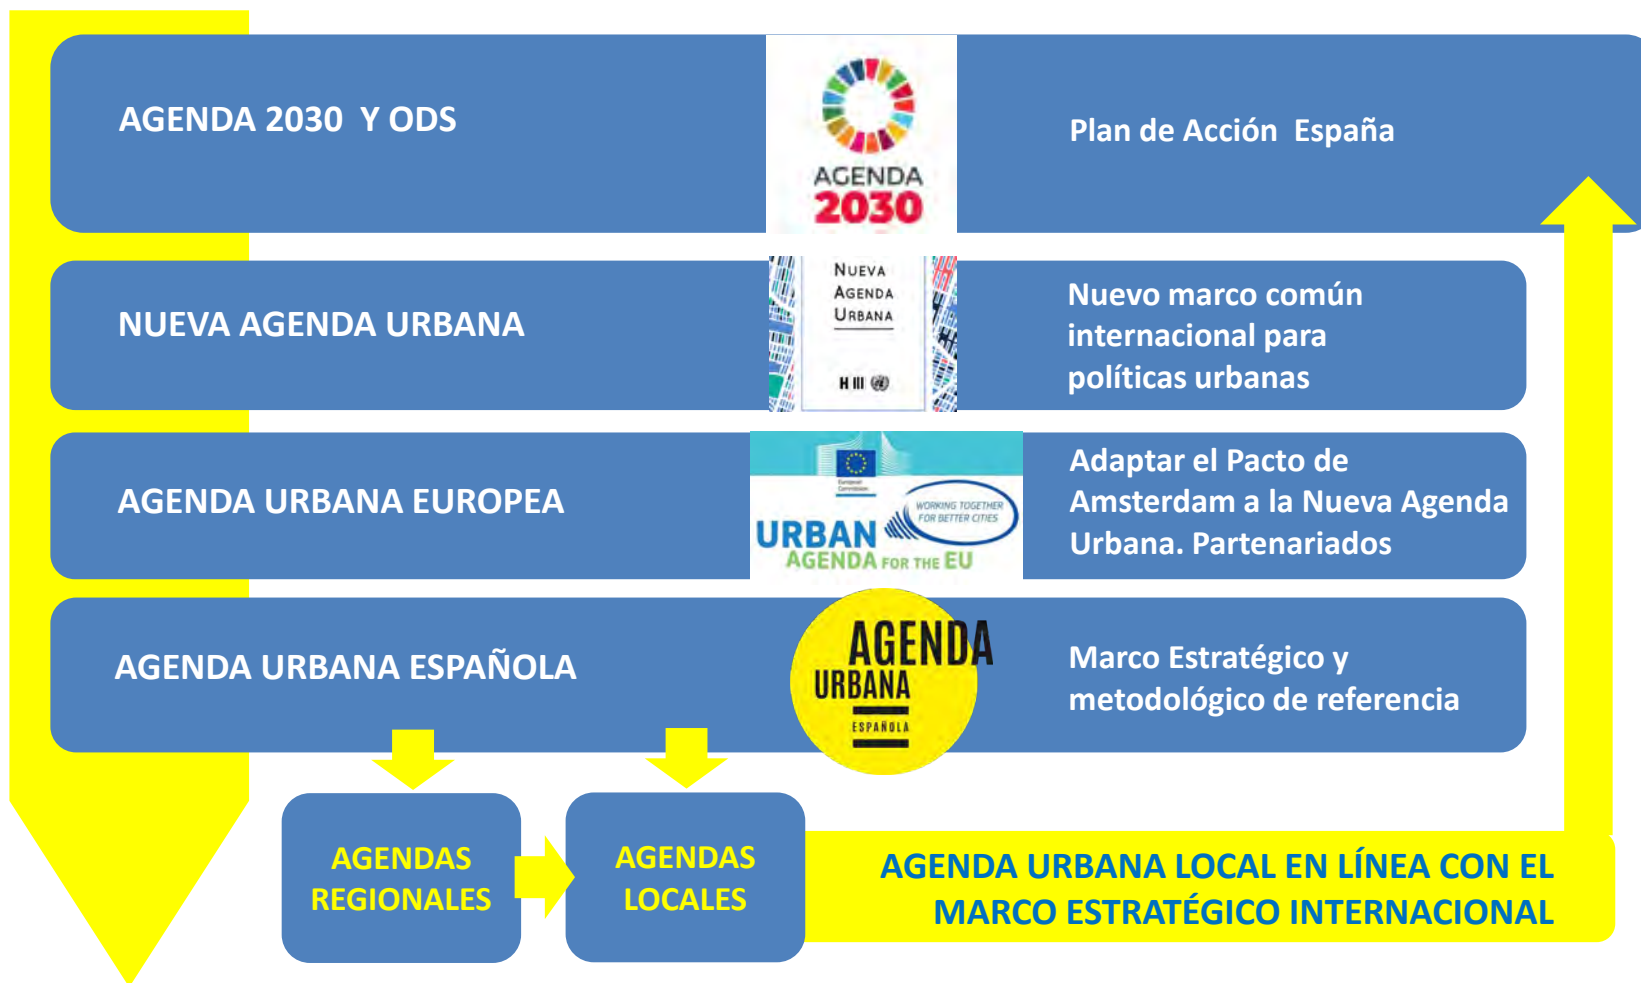 AGENDA 2030 Y ODS
AGENDA
2030
Plan de Acción España
NUEVA AGENDA URBANA
NUEVA
AGENDA
URBANA
H III
Nuevo marco común
internacional para
políticas urbanas
AGENDA URBANA EUROPEA
European
Commission
WORKING TOGETHER
FOR BETTER CITIES
URBAN
AGENDA FOR THE EU
Adaptar el Pacto de
Amsterdam a la Nueva Agenda
Urbana. Partenariados
AGENDA URBANA ESPAÑOLA
AGENDA
URBANA
ESPAÑOLA
Marco Estratégico y
metodológico de referencia
AGENDAS
REGIONALES
AGENDAS
LOCALES
AGENDA URBANA LOCAL EN LÍNEA CON EL
MARCO ESTRATÉGICO INTERNACIONAL